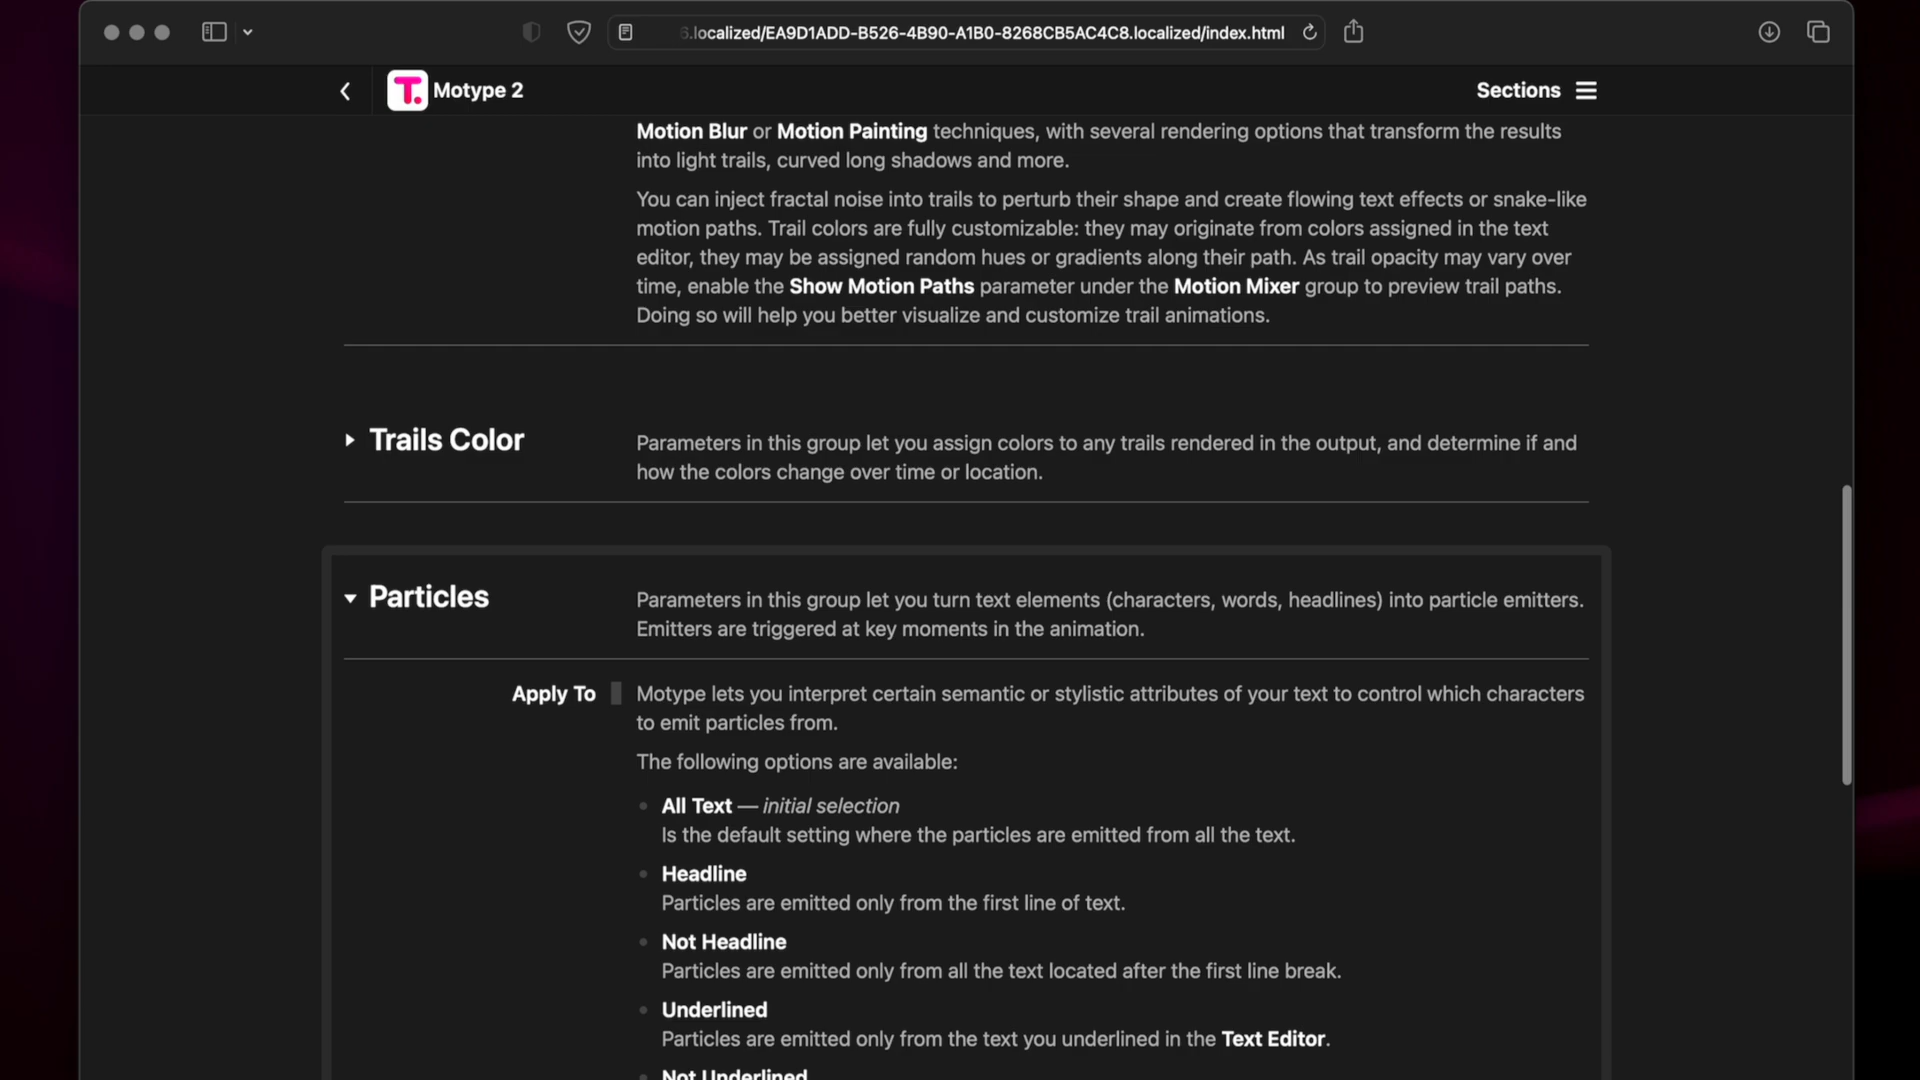 6.localized/EA9D1ADD-B526-4B90-A1B0-8268CB5AC4C8.localized/index.html
T. Motype 2
Sections
Motion Blur or Motion Painting techniques, with several rendering options that transform the results
into light trails, curved long shadows and more.
You can inject fractal noise into trails to perturb their shape and create flowing text effects or snake-like
motion paths. Trail colors are fully customizable: they may originate from colors assigned in the text
editor, they may be assigned random hues or gradients along their path. As trail opacity may vary over
time, enable the Show Motion Paths parameter under the Motion Mixer group to preview trail paths.
Doing so will help you better visualize and customize trail animations.
Trails Color
Parameters in this group let you assign colors to any trails rendered in the output, and determine if and
how the colors change over time or location.
Particles
Parameters in this group let you turn text elements (characters, words, headlines) into particle emitters.
Emitters are triggered at key moments in the animation.
Apply To
Motype lets you interpret certain semantic or stylistic attributes of your text to control which characters
to emit particles from.
The following options are available:
All Text — initial selection
Is the default setting where the particles are emitted from all the text.
Headline
Particles are emitted only from the first line of text.
Not Headline
Particles are emitted only from all the text located after the first line break.
Underlined
Particles are emitted only from the text you underlined in the Text Editor.
Not Underlined